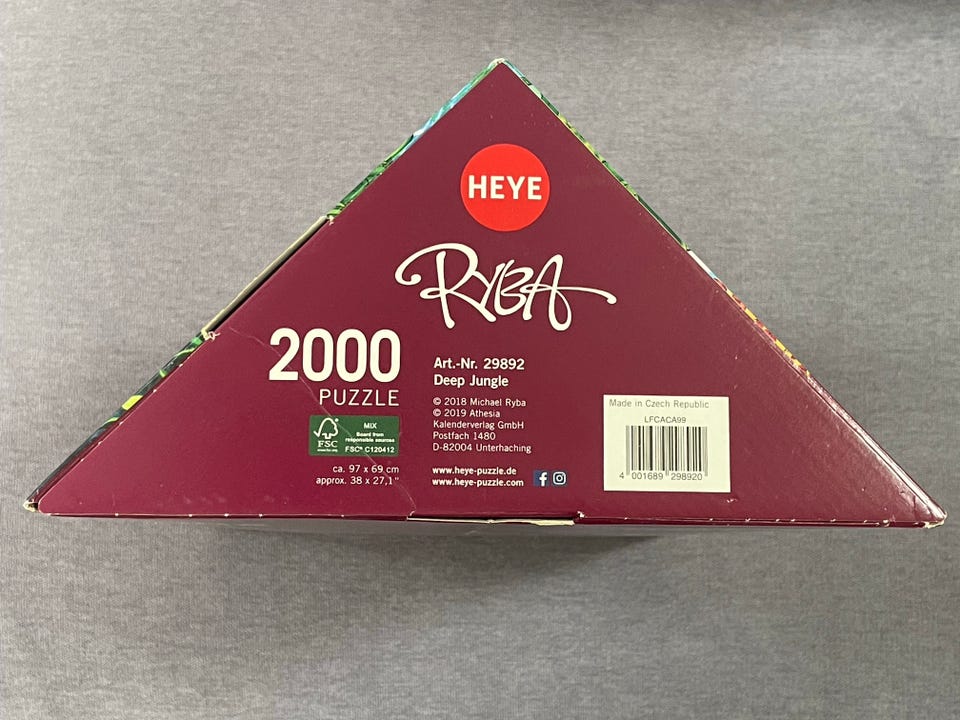 HEYE
RYBA
2000
PUZZLE
FSC
MIX
Board from
responsible sources
FSC® C120412
ca. 97 x 69 cm
approx. 38 x 27,1"
Art.-Nr. 29892
Deep Jungle
© 2018 Michael Ryba
© 2019 Athesia
Kalenderverlag GmbH
Postfach 1480
D-82004 Unterhaching
www.heye-puzzle.de
www.heye-puzzle.com
Made in Czech Republic
LFCACA99
4 001689 298920